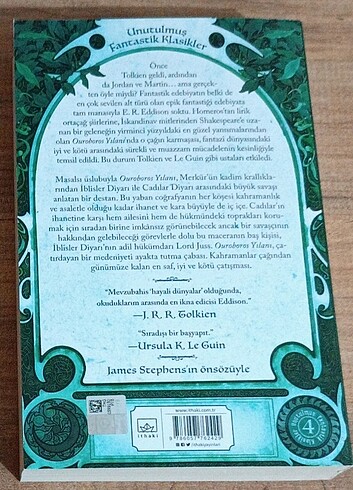 Unutulmuş
Fantastik Klasikler
Önce
Tolkien geldi, ardından
da Jordan ve Martin… ama gerçek-
ten öyle miydi? Fantastik edebiyatın belki de
en çok sevilen alt türü olan epik fantastiği edebiyata
tam manasıyla E. R. Eddison soktu. Homeros'tan lirik
ortaçağ şiirlerine, İskandinav mitlerinden Shakespeare'e uzanan
bir geleneğin yirminci yüzyıldaki en güzel yansımalarından
olan Ouroboros Yılanı'nda o çağın karmaşası, fantazi dünyasındaki
iyi ve kötü arasındaki sürekli ve muazzam mücadelenin kesinliğiyle
temsil edildi. Bu durum Tolkien ve Le Guin gibi ustaları etkiledi.
Masalsı üslubuyla Ouroboros Yılanı, Merkür'ün kadim krallıkla-
rından İblisler Diyarı ile Cadılar Diyarı arasındaki büyük savaşı
anlatan bir destan. Bu yaban coğrafyanın her köşesi kahramanlık
ve asaletle olduğu kadar ihanet ve kara büyüyle de iç içe. Cadılar'ın
ihanetine karşı hem ailesini hem de hükmündeki toprakları koru-
mak için sıradan birine imkânsız görünebilecek ancak bir savaşçının
hakkından gelebileceği görevlerle dolu bu maceranın baş kişisi,
İblisler Diyarı'nın adil hükümdarı Lord Juss. Ouroboros Yılanı, ça-
tırdayan bir medeniyeti ayakta tutma çabası. Kahramanlar çağından
günümüze kalan en saf, iyi ve kötü çatışması.
"Mevzubahis 'hayali dünyalar' olduğunda,
okuduklarım arasında en ikna edicisi Eddison."
—J. R. R. Tolkien
"Sıradışı bir başyapıt."
—Ursula K. Le Guin
James Stephens'ın önsözüyle
ithaki
www.ithaki.com.tr
9786057762429
4